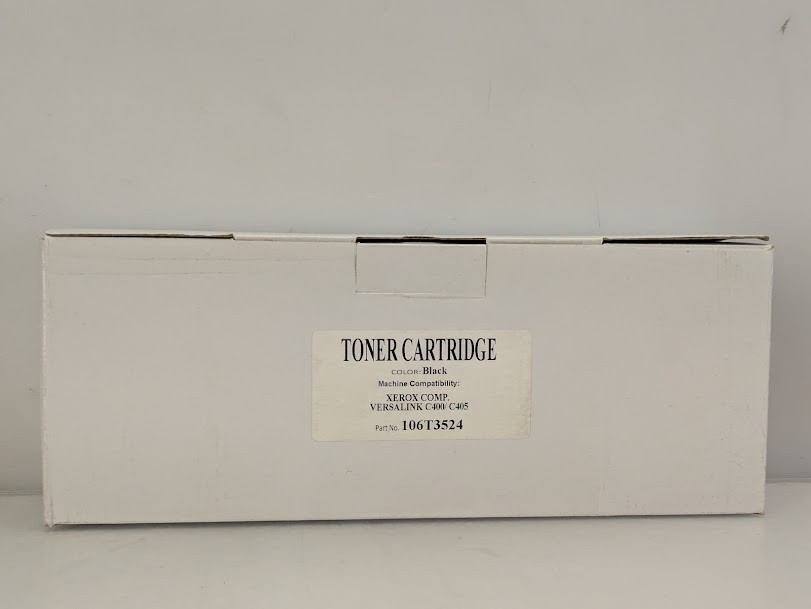 TONER CARTRIDGE
COLOR: Black
Machine Compatibility:
XEROX COMP.
VERSALINK C400/ C405
Part No. 106T3524